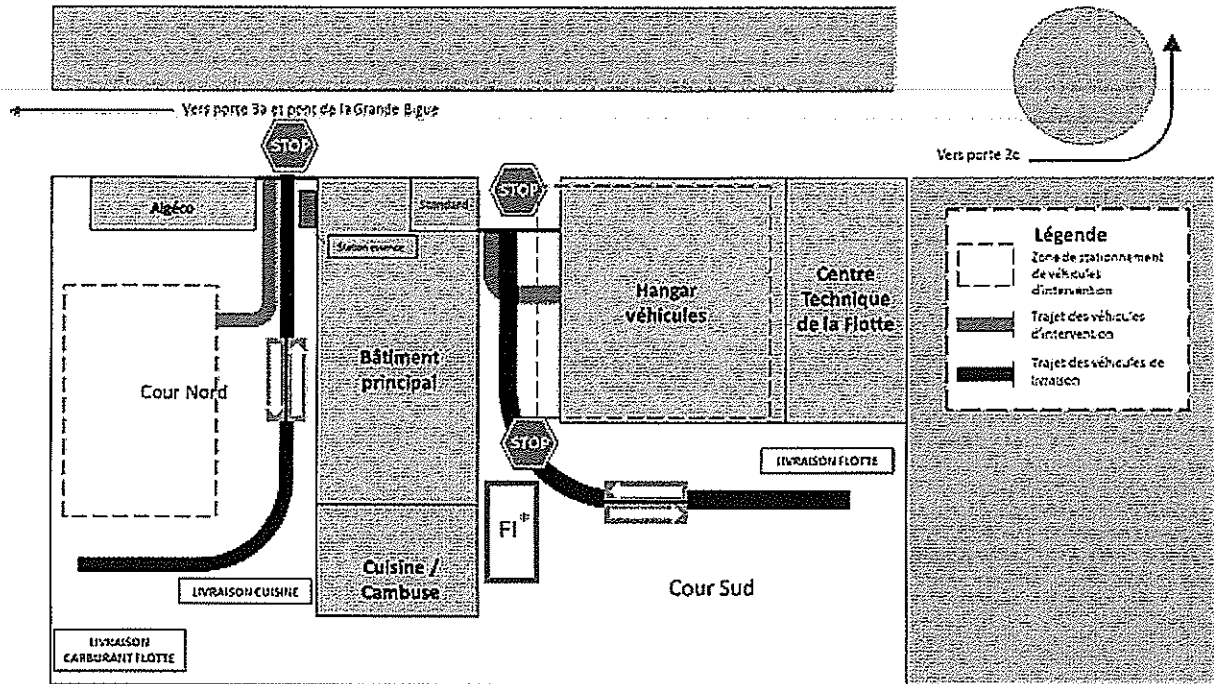 Vers porte 3a et pont de la Grande Bigue
STOP
STOP
Vers porte 2c
Algéco
Standard
Station essence
Hangar
véhicules
Centre
Technique
de la Flotte
Légende
Zone de stationnement
de véhicules
d'intervention
Trajet des véhicules
d'intervention
Trajet des véhicules de
livraison
Cour Nord
Bâtiment
principal
STOP
LIVRAISON FLOTTE
FI*
Cuisine /
Cambuse
LIVRAISON CUISINE
Cour Sud
LIVRAISON
CARBURANT FLOTTE